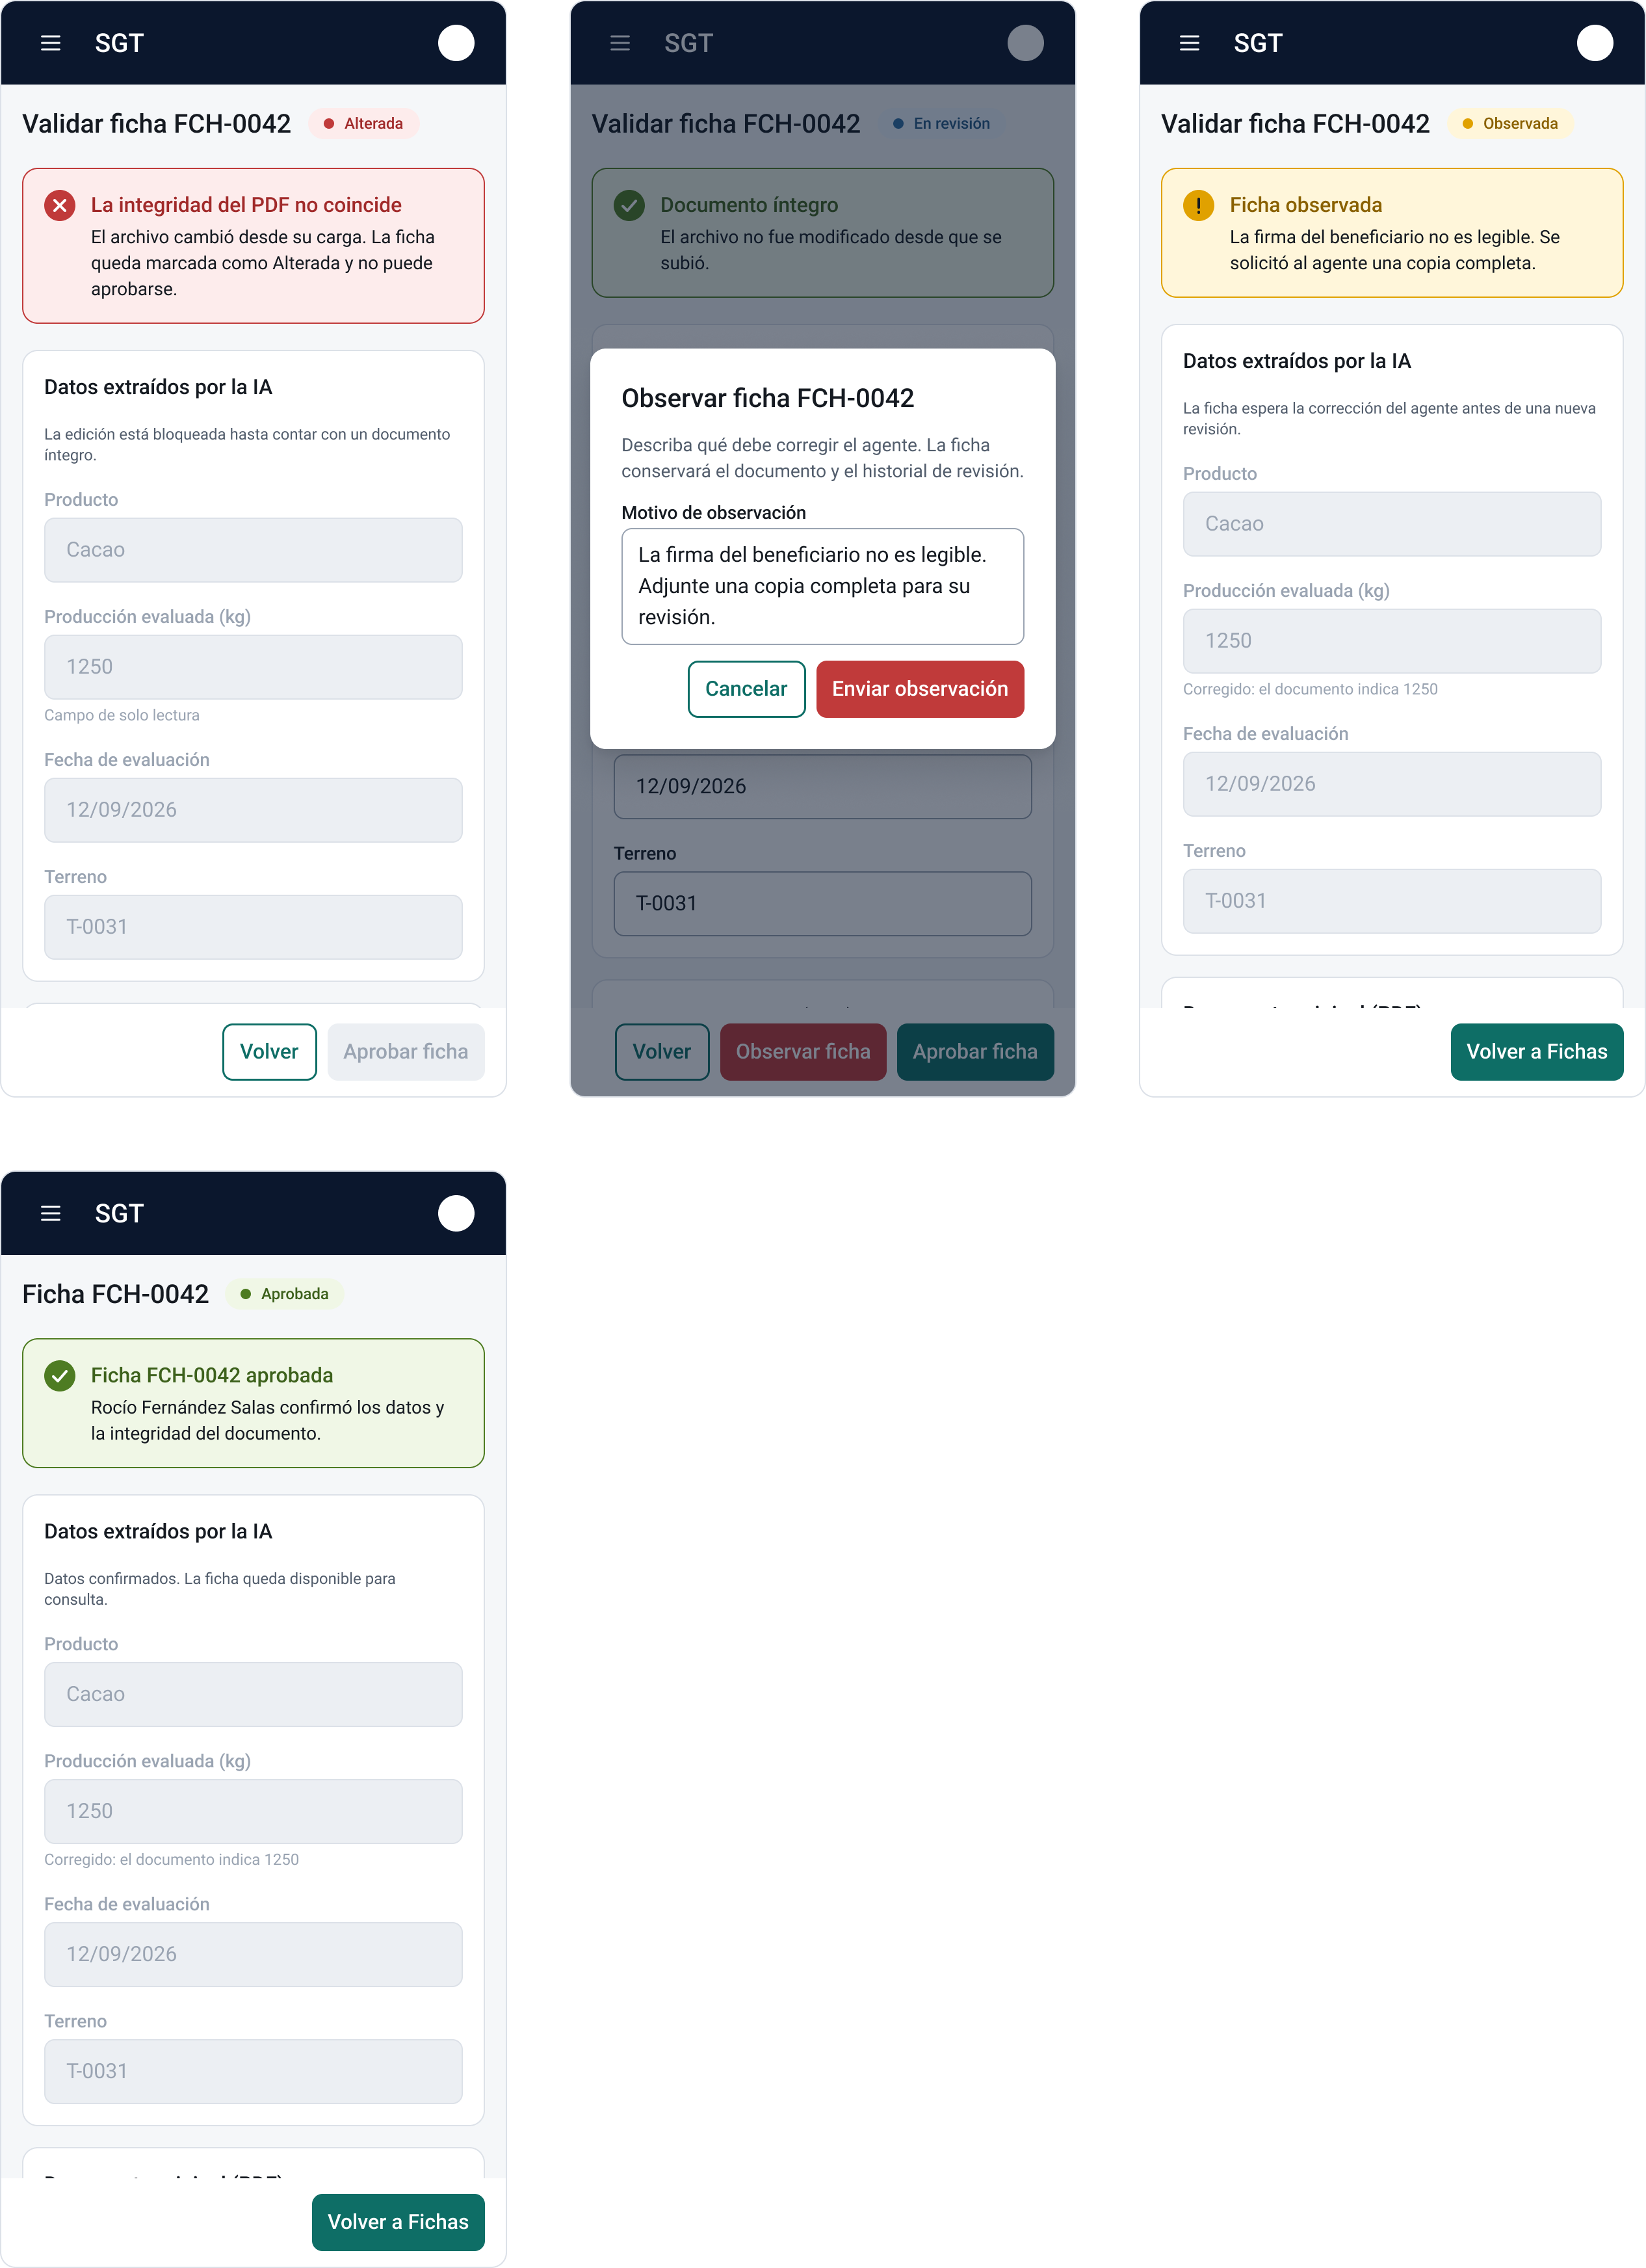 SGT
Validar ficha FCH-0042
Alterada
La integridad del PDF no coincide
El archivo cambió desde su carga. La ficha
queda marcada como Alterada y no puede
aprobarse.
Datos extraídos por la IA
La edición está bloqueada hasta contar con un documento
íntegro.
Producto
Cacao
Producción evaluada (kg)
1250
Campo de solo lectura
Fecha de evaluación
12/09/2026
Terreno
T-0031
Volver
Aprobar ficha
SGT
Validar ficha FCH-0042
En revisión
Documento íntegro
El archivo no fue modificado desde que se
subió.
Observar ficha FCH-0042
Describa qué debe corregir el agente. La ficha
conservará el documento y el historial de revisión.
Motivo de observación
La firma del beneficiario no es legible.
Adjunte una copia completa para su
revisión.
Cancelar
Enviar observación
12/09/2026
Terreno
T-0031
Volver
Observar ficha
Aprobar ficha
SGT
Validar ficha FCH-0042
Observada
Ficha observada
La firma del beneficiario no es legible. Se
solicitó al agente una copia completa.
Datos extraídos por la IA
La ficha espera la corrección del agente antes de una nueva
revisión.
Producto
Cacao
Producción evaluada (kg)
1250
Corregido: el documento indica 1250
Fecha de evaluación
12/09/2026
Terreno
T-0031
Volver a Fichas
SGT
Ficha FCH-0042
Aprobada
Ficha FCH-0042 aprobada
Rocío Fernández Salas confirmó los datos y
la integridad del documento.
Datos extraídos por la IA
Datos confirmados. La ficha queda disponible para
consulta.
Producto
Cacao
Producción evaluada (kg)
1250
Corregido: el documento indica 1250
Fecha de evaluación
12/09/2026
Terreno
T-0031
Volver a Fichas